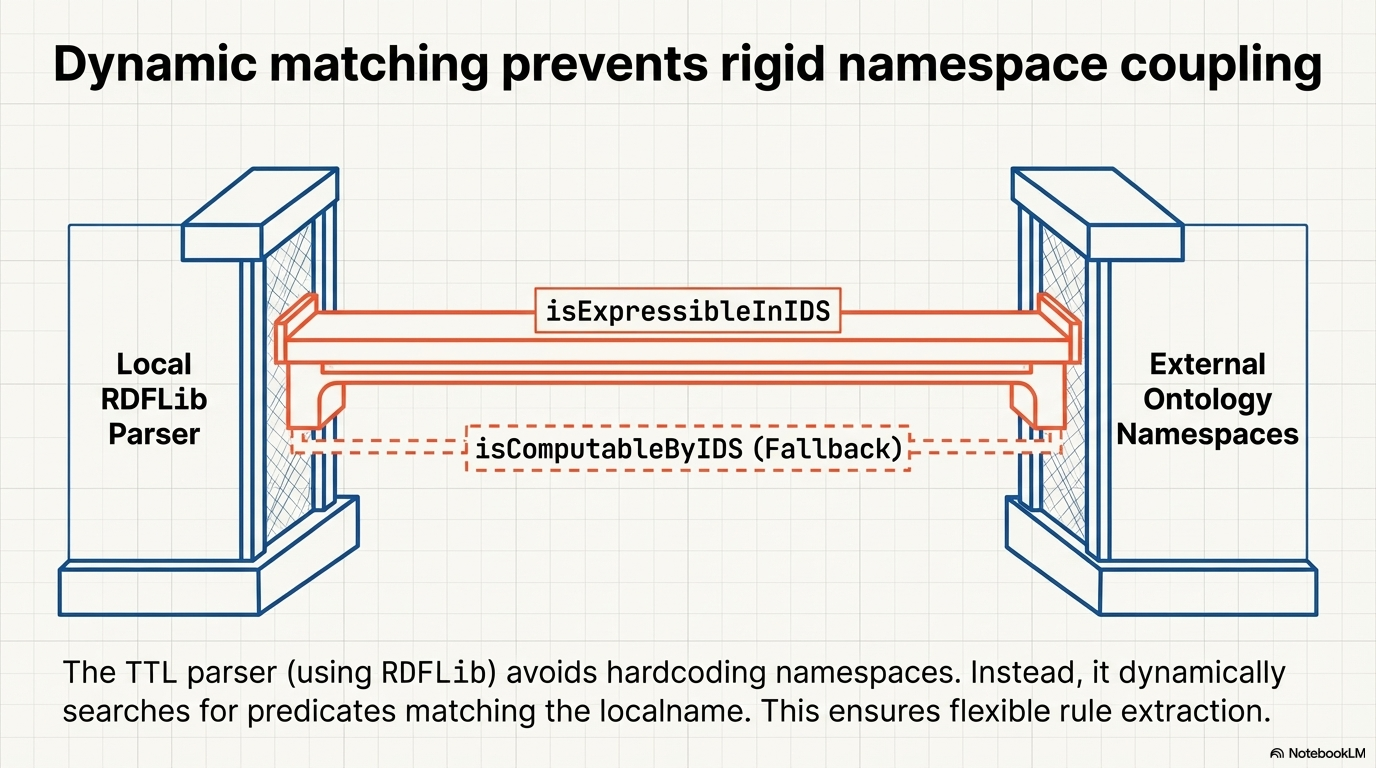 Dynamic matching prevents rigid namespace coupling
isExpressibleInIDS
Local
RDFLib
Parser
External
Ontology
Namespaces
isComputableByIDS (Fallback)
The TTL parser (using RDFLib) avoids hardcoding namespaces. Instead, it dynamically
searches for predicates matching the localname. This ensures flexible rule extraction.
NotebookLM